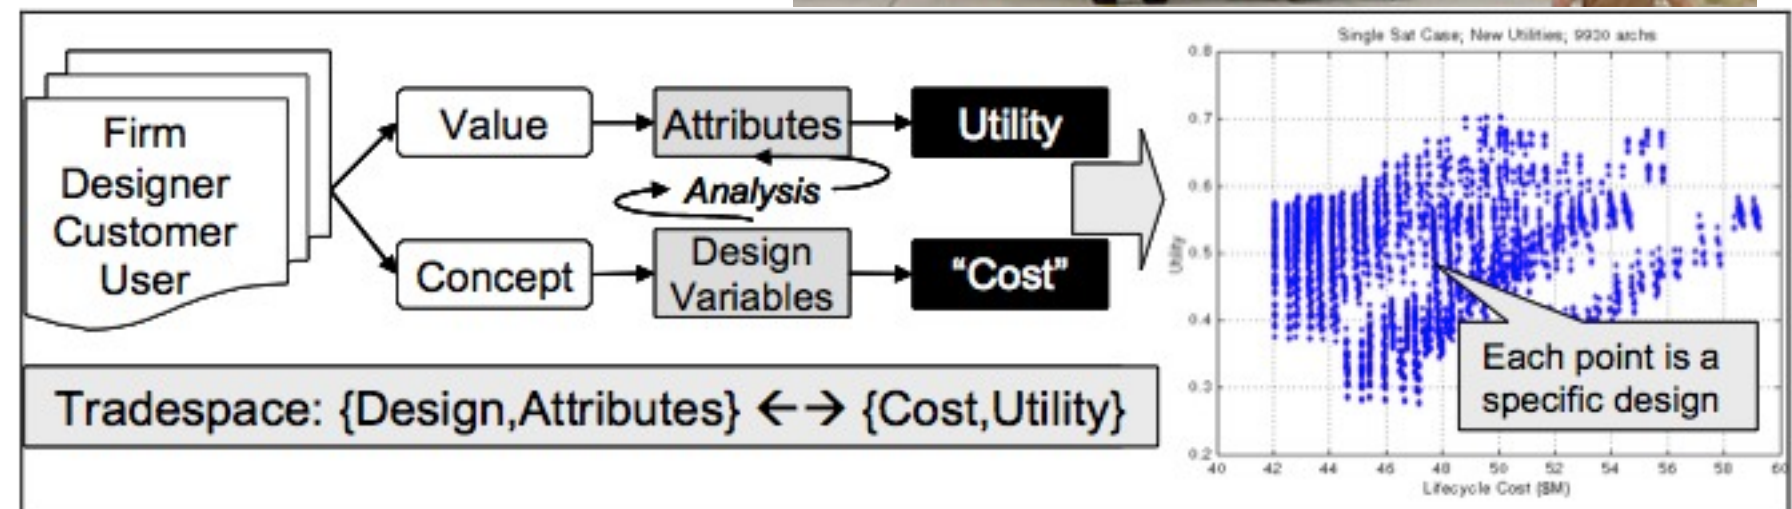 Firm
Designer
Customer
User
Value
Attributes
Utility
Analysis
Concept
Design
Variables
“Cost”
Tradespace: {Design,Attributes} ←→ {Cost,Utility}
Single Sat Case; New Utilities; 9920 archs
0.8
0.7
0.6
0.5
0.4
0.3
0.2
Utility
40 42 44 46 48 50 52 54 56 58 60
Lifecycle Cost ($M)
Each point is a
specific design